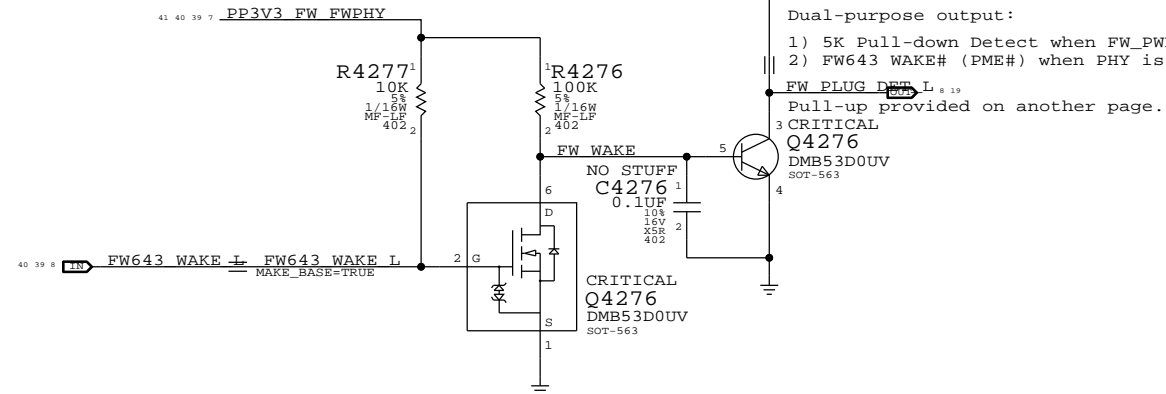 41 40 39 7 PP3V3_FW_FWPHY
Dual-purpose output:
1) 5K Pull-down Detect when FW_PW
2) FW643 WAKE# (PME#) when PHY is
R4277 1
10K
5%
1/16W
MF-LF
402 2
1 R4276
100K
5%
1/16W
MF-LF
2 402
FW_PLUG_DET_L 8 19
OUT
Pull-up provided on another page.
3 CRITICAL
Q4276
DMB53D0UV
SOT-563
5
4
FW_WAKE
NO STUFF
C4276 1
0.1UF
10%
16V
X5R
402
2
6
D
40 39 8 IN FW643_WAKE_L FW643_WAKE_L
MAKE_BASE=TRUE
2 G
CRITICAL
Q4276
DMB53D0UV
SOT-563
S
1